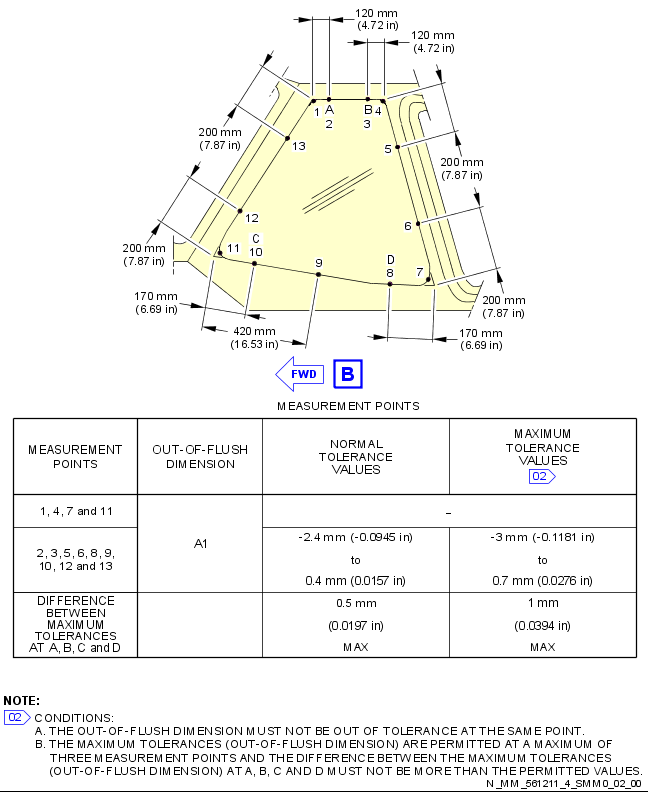 120 mm
(4.72 in)
120 mm
(4.72 in)
1
A
2
B
3
4
200 mm
(7.87 in)
13
5
200 mm
(7.87 in)
12
6
200 mm
(7.87 in)
11
C
10
9
D
8
7
170 mm
(6.69 in)
420 mm
(16.53 in)
200 mm
(7.87 in)
170 mm
(6.69 in)
FWD
B
MEASUREMENT POINTS
MEASUREMENT
POINTS
OUT-OF-FLUSH
DIMENSION
NORMAL
TOLERANCE
VALUES
MAXIMUM
TOLERANCE
VALUES
02
1, 4, 7 and 11
–
2, 3, 5, 6, 8, 9,
10, 12 and 13
A1
-2.4 mm (-0.0945 in)
to
0.4 mm (0.0157 in)
-3 mm (-0.1181 in)
to
0.7 mm (0.0276 in)
DIFFERENCE
BETWEEN
MAXIMUM
TOLERANCES
AT A, B, C and D
0.5 mm
(0.0197 in)
MAX
1 mm
(0.0394 in)
MAX
NOTE:
02 CONDITIONS:
A. THE OUT-OF-FLUSH DIMENSION MUST NOT BE OUT OF TOLERANCE AT THE SAME POINT.
B. THE MAXIMUM TOLERANCES (OUT-OF-FLUSH DIMENSION) ARE PERMITTED AT A MAXIMUM OF
THREE MEASUREMENT POINTS AND THE DIFFERENCE BETWEEN THE MAXIMUM TOLERANCES
(OUT-OF-FLUSH DIMENSION) AT A, B, C AND D MUST NOT BE MORE THAN THE PERMITTED VALUES.
N_MM_561211_4_SMM0_02_00